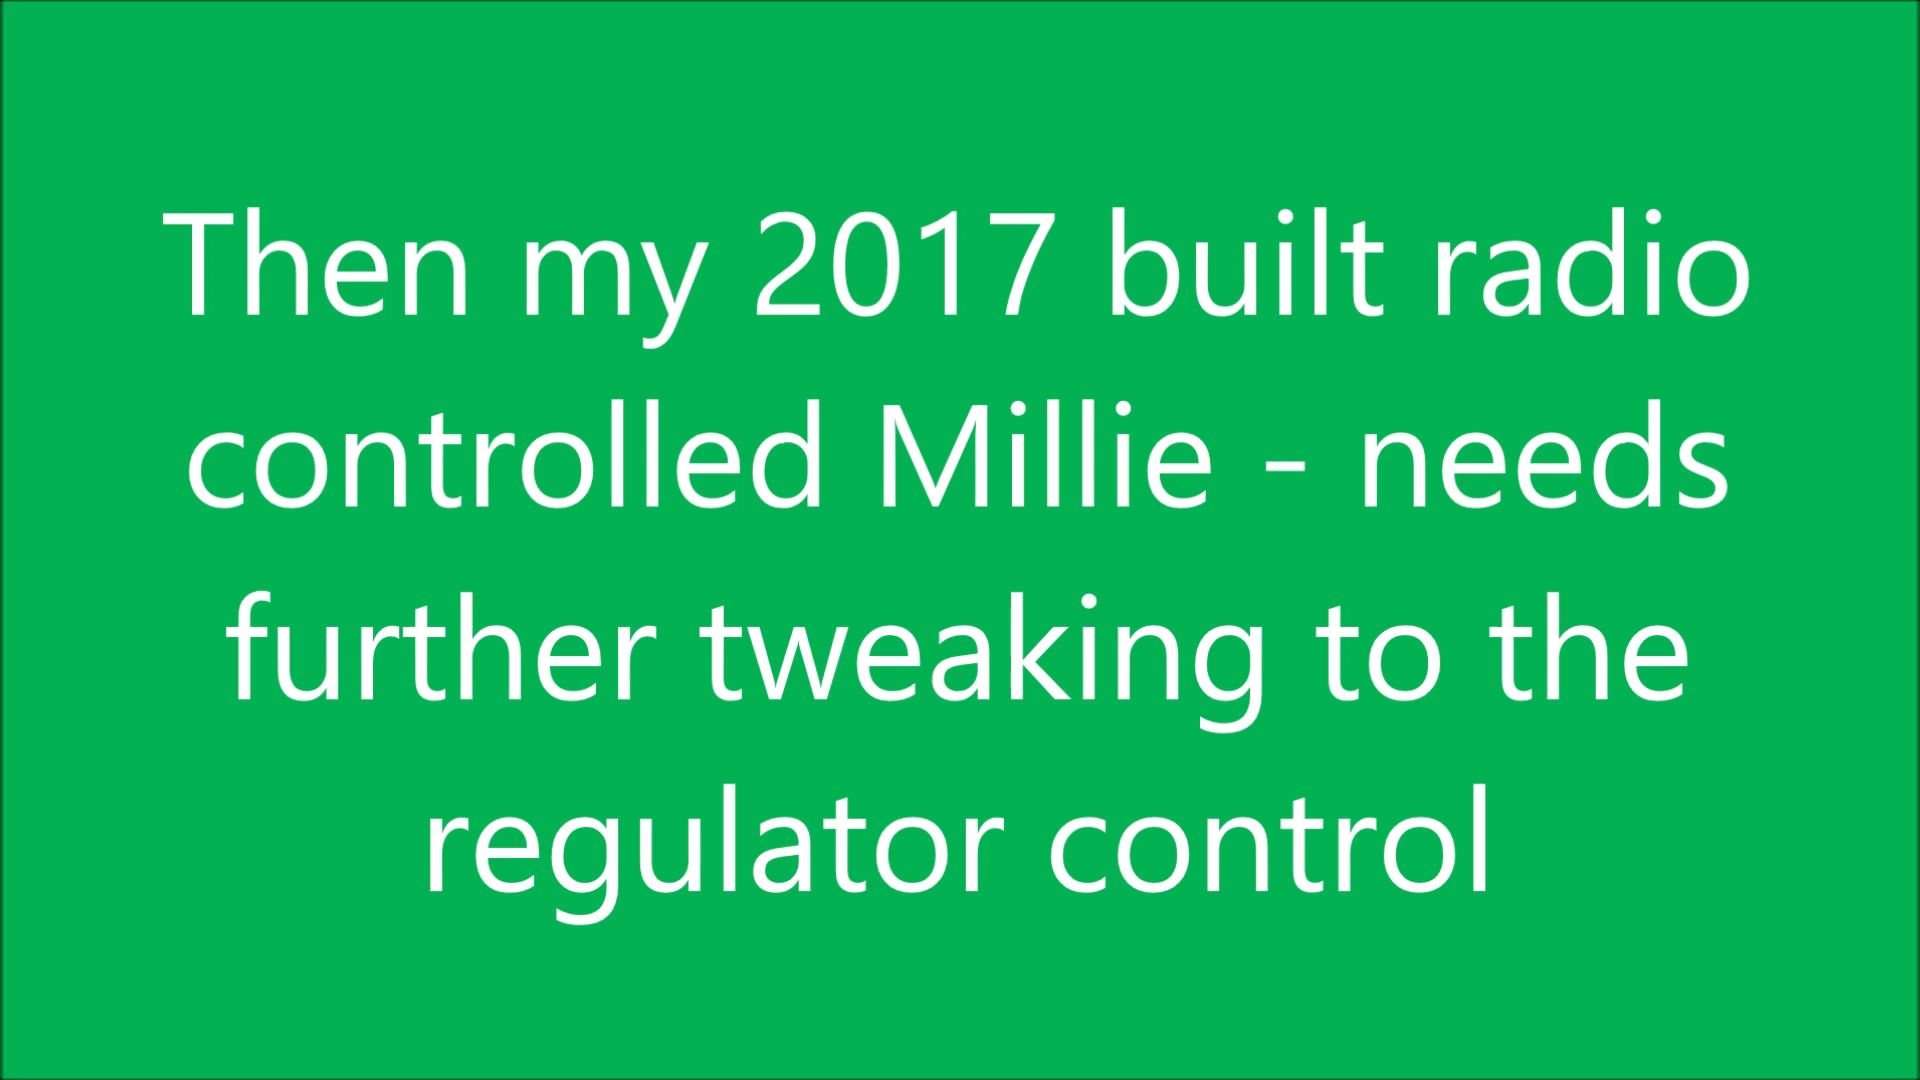 Then my 2017 built radio
controlled Millie - needs
further tweaking to the
regulator control